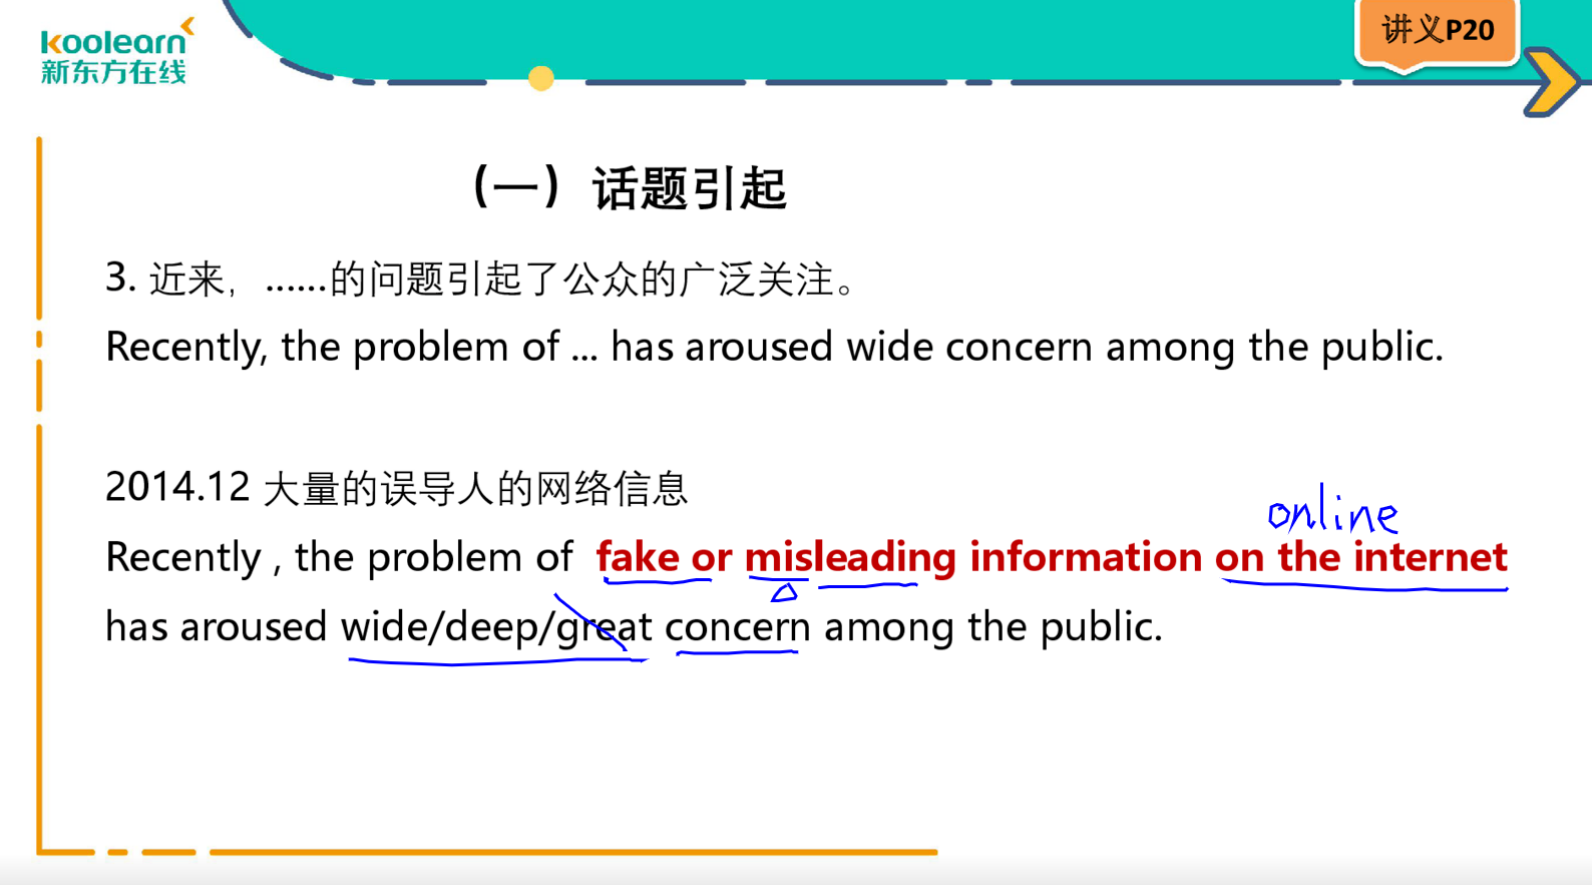 koolearn
新东方在线
讲义P20
（一）话题引起
3. 近来，……的问题引起了公众的广泛关注。
Recently, the problem of ... has aroused wide concern among the public.
2014.12 大量的误导人的网络信息
online
Recently , the problem of fake or misleading information on the internet
has aroused wide/deep/great concern among the public.